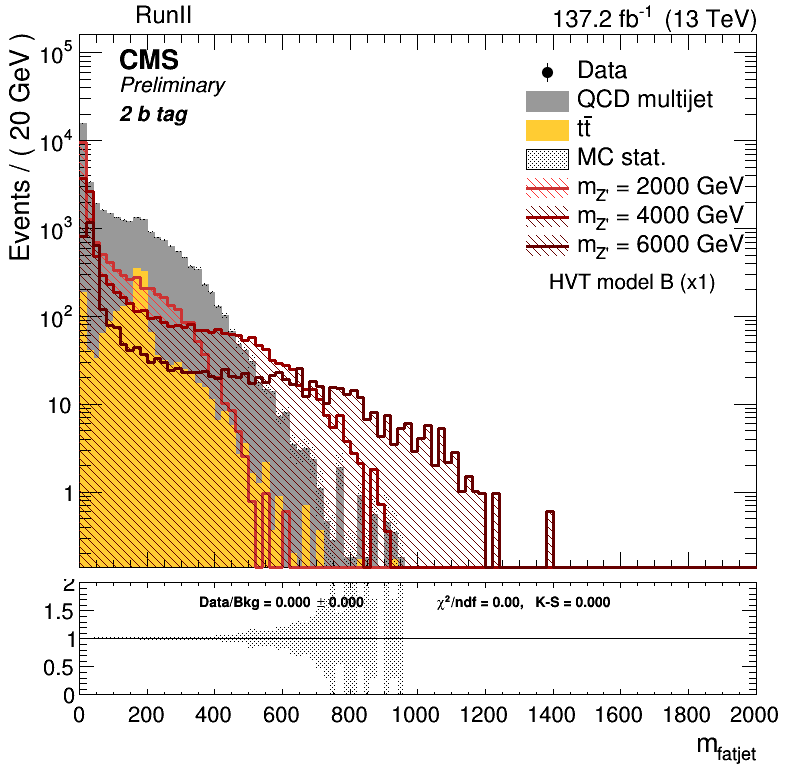 RunII 137.2 fb⁻¹ (13 TeV)
CMS
Preliminary
2 b tag
Data
QCD multijet
tt̄
MC stat.
m_Z' = 2000 GeV
m_Z' = 4000 GeV
m_Z' = 6000 GeV
HVT model B (x1)
Events / ( 20 GeV )
10⁵
10⁴
10³
10²
10
1
Data/Bkg = 0.000 ± 0.000 χ²/ndf = 0.00, K-S = 0.000
2
1.5
1
0.5
0
0 200 400 600 800 1000 1200 1400 1600 1800 2000
m_fatjet